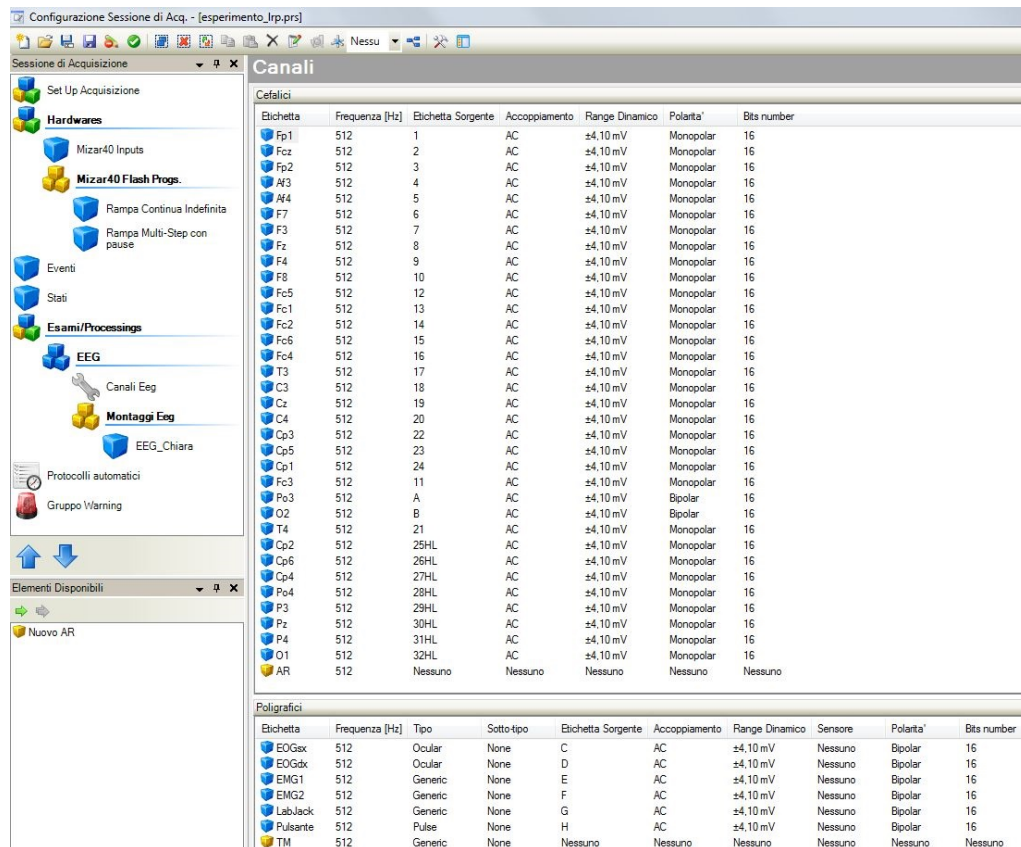 Configurazione Sessione di Acq. - [esperimento_lrp.prs]
Nessu
Sessione di Acquisizione
Set Up Acquisizione
Hardwares
Mizar40 Inputs
Mizar40 Flash Progs.
Rampa Continua Indefinita
Rampa Multi-Step con
pause
Eventi
Stati
Esami/Processings
EEG
Canali Eeg
Montaggi Eeg
EEG_Chiara
Protocolli automatici
Gruppo Warning
Elementi Disponibili
Nuovo AR
Canali
Cefalici
Etichetta Frequenza [Hz] Etichetta Sorgente Accoppiamento Range Dinamico Polarita' Bits number
Fp1 512 1 AC ±4,10 mV Monopolar 16
Fcz 512 2 AC ±4,10 mV Monopolar 16
Fp2 512 3 AC ±4,10 mV Monopolar 16
Af3 512 4 AC ±4,10 mV Monopolar 16
Af4 512 5 AC ±4,10 mV Monopolar 16
F7 512 6 AC ±4,10 mV Monopolar 16
F3 512 7 AC ±4,10 mV Monopolar 16
Fz 512 8 AC ±4,10 mV Monopolar 16
F4 512 9 AC ±4,10 mV Monopolar 16
F8 512 10 AC ±4,10 mV Monopolar 16
Fc5 512 12 AC ±4,10 mV Monopolar 16
Fc1 512 13 AC ±4,10 mV Monopolar 16
Fc2 512 14 AC ±4,10 mV Monopolar 16
Fc6 512 15 AC ±4,10 mV Monopolar 16
Fc4 512 16 AC ±4,10 mV Monopolar 16
T3 512 17 AC ±4,10 mV Monopolar 16
C3 512 18 AC ±4,10 mV Monopolar 16
Cz 512 19 AC ±4,10 mV Monopolar 16
C4 512 20 AC ±4,10 mV Monopolar 16
Cp3 512 22 AC ±4,10 mV Monopolar 16
Cp5 512 23 AC ±4,10 mV Monopolar 16
Cp1 512 24 AC ±4,10 mV Monopolar 16
Fc3 512 11 AC ±4,10 mV Monopolar 16
Po3 512 A AC ±4,10 mV Bipolar 16
O2 512 B AC ±4,10 mV Bipolar 16
T4 512 21 AC ±4,10 mV Monopolar 16
Cp2 512 25HL AC ±4,10 mV Monopolar 16
Cp6 512 26HL AC ±4,10 mV Monopolar 16
Cp4 512 27HL AC ±4,10 mV Monopolar 16
Po4 512 28HL AC ±4,10 mV Monopolar 16
P3 512 29HL AC ±4,10 mV Monopolar 16
Pz 512 30HL AC ±4,10 mV Monopolar 16
P4 512 31HL AC ±4,10 mV Monopolar 16
O1 512 32HL AC ±4,10 mV Monopolar 16
AR 512 Nessuno Nessuno Nessuno Nessuno Nessuno
Poligrafici
Etichetta Frequenza [Hz] Tipo Sotto-tipo Etichetta Sorgente Accoppiamento Range Dinamico Sensore Polarita' Bits number
EOGsx 512 Ocular None C AC ±4,10 mV Nessuno Bipolar 16
EOGdx 512 Ocular None D AC ±4,10 mV Nessuno Bipolar 16
EMG1 512 Generic None E AC ±4,10 mV Nessuno Bipolar 16
EMG2 512 Generic None F AC ±4,10 mV Nessuno Bipolar 16
LabJack 512 Generic None G AC ±4,10 mV Nessuno Bipolar 16
Pulsante 512 Pulse None H AC ±4,10 mV Nessuno Bipolar 16
TM 512 Generic None Nessuno Nessuno Nessuno Nessuno Nessuno Nessuno